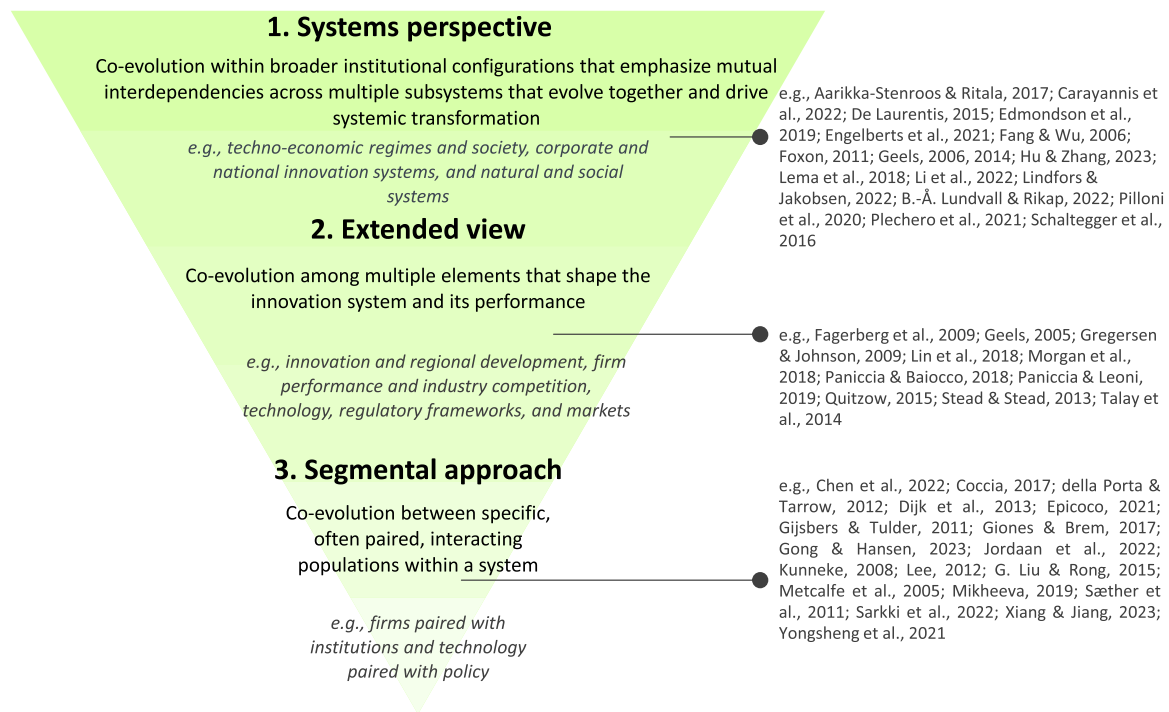 1. Systems perspective
Co-evolution within broader institutional configurations that emphasize mutual
interdependencies across multiple subsystems that evolve together and drive
systemic transformation
e.g., techno-economic regimes and society, corporate and
national innovation systems, and natural and social
systems
e.g., Aarikka-Stenroos & Ritala, 2017; Carayannis et
al., 2022; De Laurentis, 2015; Edmondson et al.,
2019; Engelberts et al., 2021; Fang & Wu, 2006;
Foxon, 2011; Geels, 2006, 2014; Hu & Zhang, 2023;
Lema et al., 2018; Li et al., 2022; Lindfors &
Jakobsen, 2022; B.-Å. Lundvall & Rikap, 2022; Pilloni
et al., 2020; Plechero et al., 2021; Schaltegger et al.,
2016
2. Extended view
Co-evolution among multiple elements that shape the
innovation system and its performance
e.g., innovation and regional development, firm
performance and industry competition,
technology, regulatory frameworks, and markets
e.g., Fagerberg et al., 2009; Geels, 2005; Gregersen
& Johnson, 2009; Lin et al., 2018; Morgan et al.,
2018; Paniccia & Baiocco, 2018; Paniccia & Leoni,
2019; Quitzow, 2015; Stead & Stead, 2013; Talay et
al., 2014
3. Segmental approach
Co-evolution between specific,
often paired, interacting
populations within a system
e.g., firms paired with
institutions and technology
paired with policy
e.g., Chen et al., 2022; Coccia, 2017; della Porta &
Tarrow, 2012; Dijk et al., 2013; Epicoco, 2021;
Gijsbers & Tulder, 2011; Giones & Brem, 2017;
Gong & Hansen, 2023; Jordaan et al., 2022;
Kunneke, 2008; Lee, 2012; G. Liu & Rong, 2015;
Metcalfe et al., 2005; Mikheeva, 2019; Sæther et
al., 2011; Sarkki et al., 2022; Xiang & Jiang, 2023;
Yongsheng et al., 2021